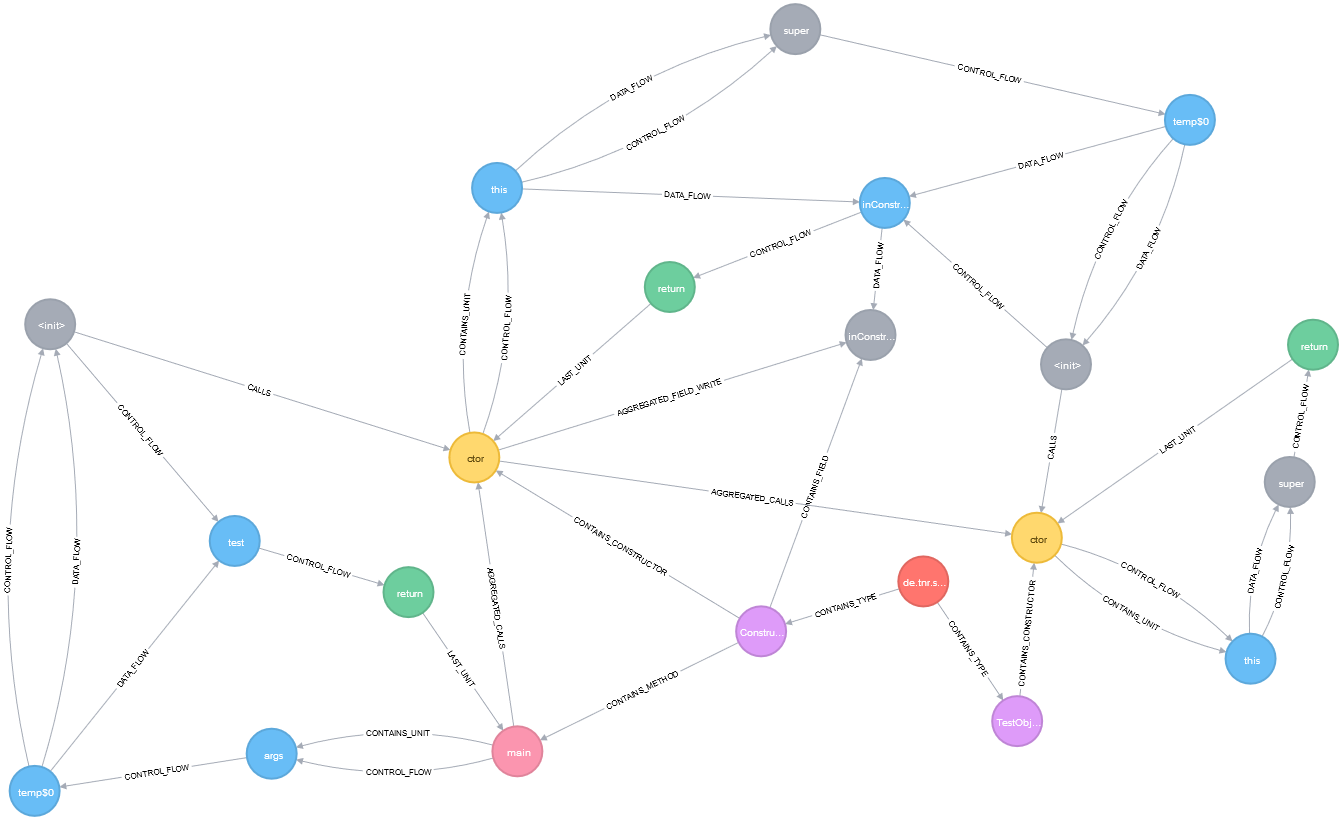 super
CONTROL_FLOW
DATA_FLOW
temp$0
CONTROL_FLOW
DATA_FLOW
this
DATA_FLOW
inConstr...
CONTROL_FLOW
DATA_FLOW
CONTROL_FLOW
DATA_FLOW
CONTROL_FLOW
return
<init>
CONTAINS_UNIT
CONTROL_FLOW
inConstr...
return
<init>
LAST_UNIT
CALLS
AGGREGATED_FIELD_WRITE
CONTROL_FLOW
CONTROL_FLOW
LAST_UNIT
CALLS
ctor
super
CONTAINS_FIELD
AGGREGATED_CALLS
test
CONTAINS_CONSTRUCTOR
ctor
CONTROL_FLOW
DATA_FLOW
CONTROL_FLOW
return
de.tnr.s...
CONTROL_FLOW
DATA_FLOW
CONTROL_FLOW
AGGREGATED_CALLS
CONTAINS_TYPE
CONTAINS_UNIT
Constru...
CONTAINS_CONSTRUCTOR
CONTAINS_TYPE
this
DATA_FLOW
LAST_UNIT
CONTAINS_METHOD
TestObj...
CONTAINS_UNIT
args
main
CONTROL_FLOW
CONTROL_FLOW
temp$0